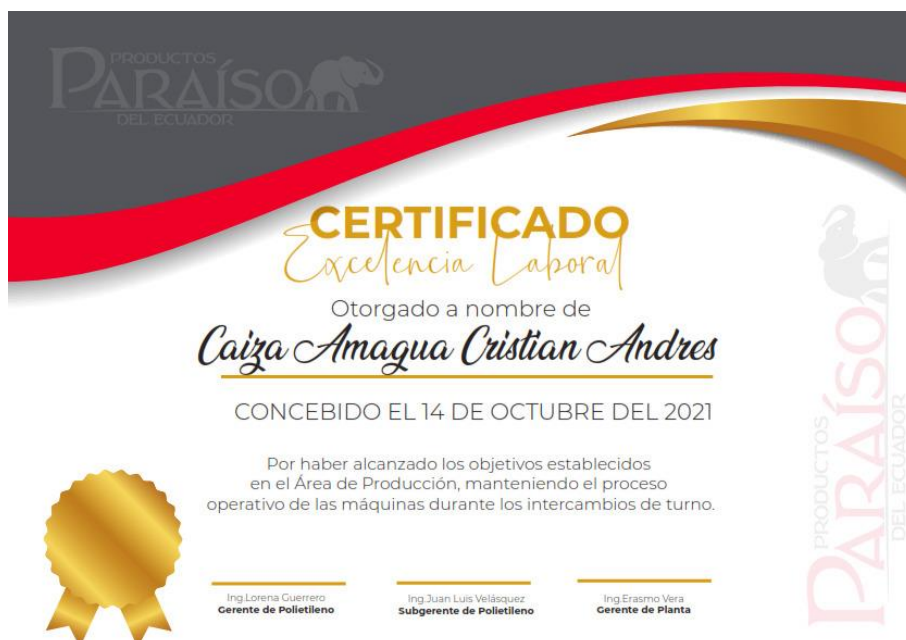 PRODUCTOS
PARAÍSO
DEL ECUADOR
CERTIFICADO
Excelencia Laboral
Otorgado a nombre de
Caiza Amagua Cristian Andres
CONCEBIDO EL 14 DE OCTUBRE DEL 2021
Por haber alcanzado los objetivos establecidos
en el Área de Producción, manteniendo el proceso
operativo de las máquinas durante los intercambios de turno.
Ing.Lorena Guerrero
Gerente de Polietileno
Ing.Juan Luis Velásquez
Subgerente de Polietileno
Ing.Erasmo Vera
Gerente de Planta
PRODUCTOS
PARAÍSO
DEL ECUADOR